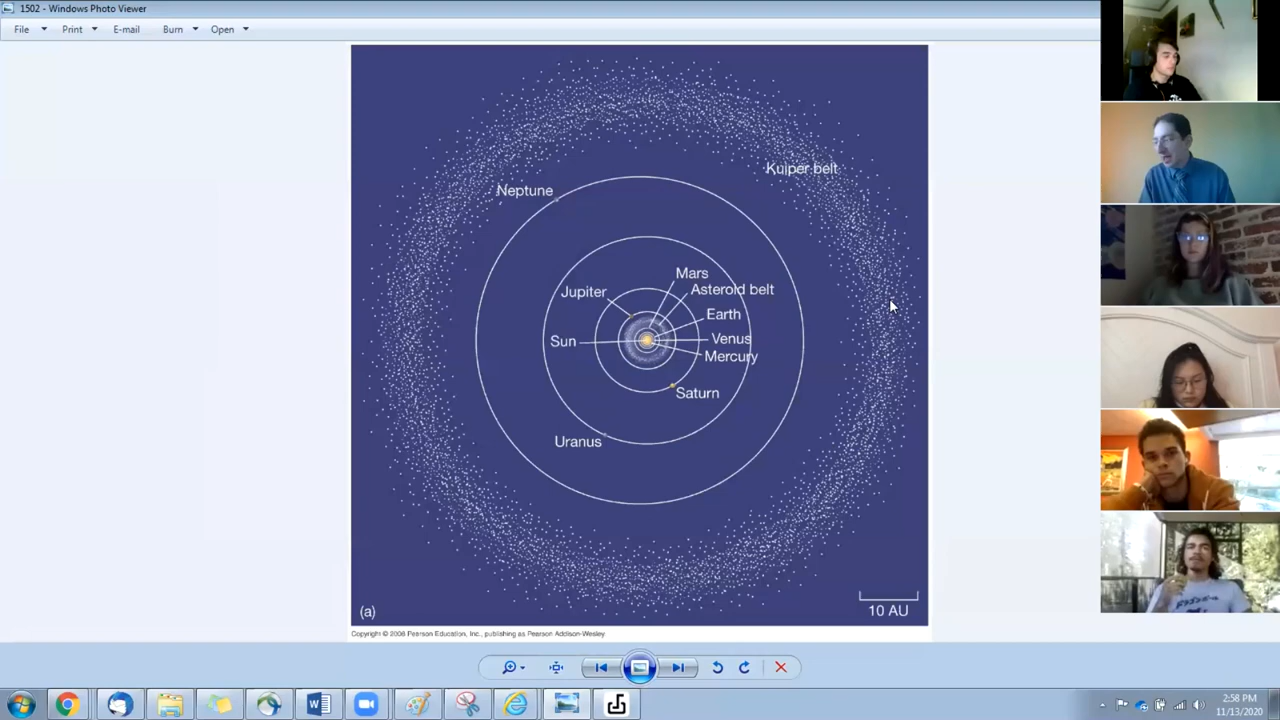 1502 - Windows Photo Viewer
File Print E-mail Burn Open
Kuiper belt
Neptune
Mars
Jupiter
Asteroid belt
Earth
Sun
Venus
Mercury
Saturn
Uranus
10 AU
(a)
Copyright © 2008 Pearson Education, Inc., publishing as Pearson Addison-Wesley
2:58 PM
11/13/2020